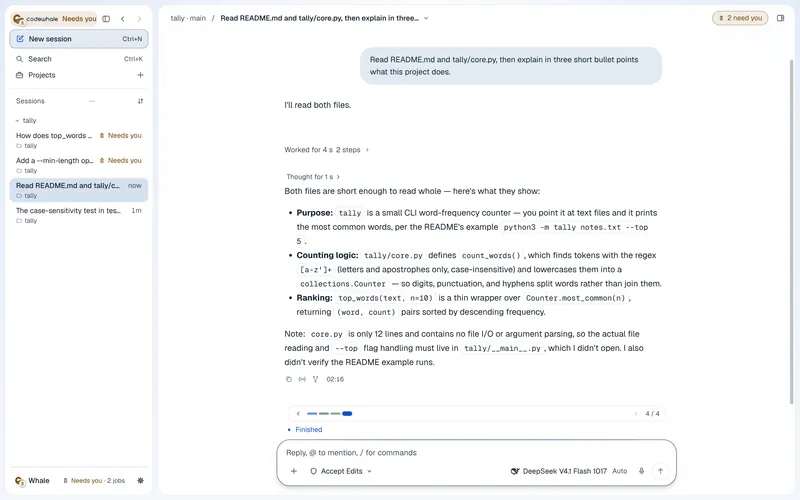 codewhale Needs you
New session Ctrl+N
Search Ctrl+K
Projects
Sessions
tally
How does top_words ... Needs you
tally
Add a --min-length op... Needs you
tally
Read README.md and tally/c... now
tally
The case-sensitivity test in tes... 1m
tally
Whale Needs you · 2 jobs
tally · main / Read README.md and tally/core.py, then explain in three...
2 need you
Read README.md and tally/core.py, then explain in three short bullet points
what this project does.
I'll read both files.
Worked for 4 s 2 steps
Thought for 1 s
Both files are short enough to read whole — here's what they show:
• Purpose: tally is a small CLI word-frequency counter — you point it at text files and it prints
the most common words, per the README's example python3 -m tally notes.txt --top
5 .
• Counting logic: tally/core.py defines count_words() , which finds tokens with the regex
[a-z']+ (letters and apostrophes only, case-insensitive) and lowercases them into a
collections.Counter — so digits, punctuation, and hyphens split words rather than join them.
• Ranking: top_words(text, n=10) is a thin wrapper over Counter.most_common(n) ,
returning (word, count) pairs sorted by descending frequency.
Note: core.py is only 12 lines and contains no file I/O or argument parsing, so the actual file
reading and --top flag handling must live in tally/__main__.py , which I didn't open. I also
didn't verify the README example runs.
02:16
4 / 4
Finished
Reply, @ to mention, / for commands
Accept Edits
DeepSeek V4.1 Flash 1017 Auto